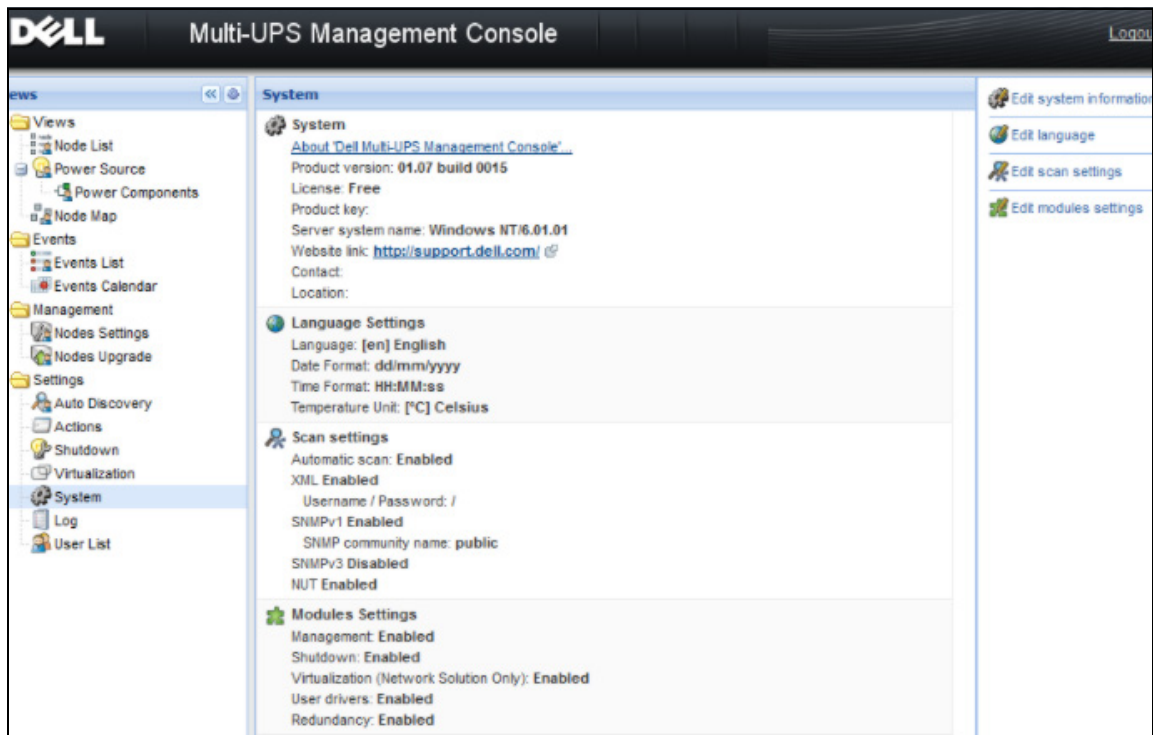 DELL
Multi-UPS Management Console
Logou
ews
Views
Node List
Power Source
Power Components
Node Map
Events
Events List
Events Calendar
Management
Nodes Settings
Nodes Upgrade
Settings
Auto Discovery
Actions
Shutdown
Virtualization
System
Log
User List
System
System
About 'Dell Multi-UPS Management Console'...
Product version: 01.07 build 0015
License: Free
Product key:
Server system name: Windows NT/6.01.01
Website link: http://support.dell.com/
Contact:
Location:
Language Settings
Language: [en] English
Date Format: dd/mm/yyyy
Time Format: HH:MM:ss
Temperature Unit: [°C] Celsius
Scan settings
Automatic scan: Enabled
XML Enabled
Username / Password: /
SNMPv1 Enabled
SNMP community name: public
SNMPv3 Disabled
NUT Enabled
Modules Settings
Management: Enabled
Shutdown: Enabled
Virtualization (Network Solution Only): Enabled
User drivers: Enabled
Redundancy: Enabled
Edit system information
Edit language
Edit scan settings
Edit modules settings